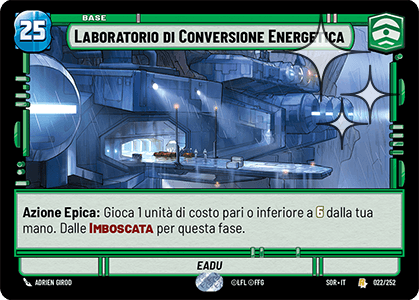 BASE
25
LABORATORIO DI CONVERSIONE ENERGETICA
Azione Epica: Gioca 1 unità di costo pari o inferiore a 6 dalla tua
mano. Dalle IMBOSCATA per questa fase.
EADU
ADRIEN GIROD
©LFL ©FFG
SOR • IT
R
022/252